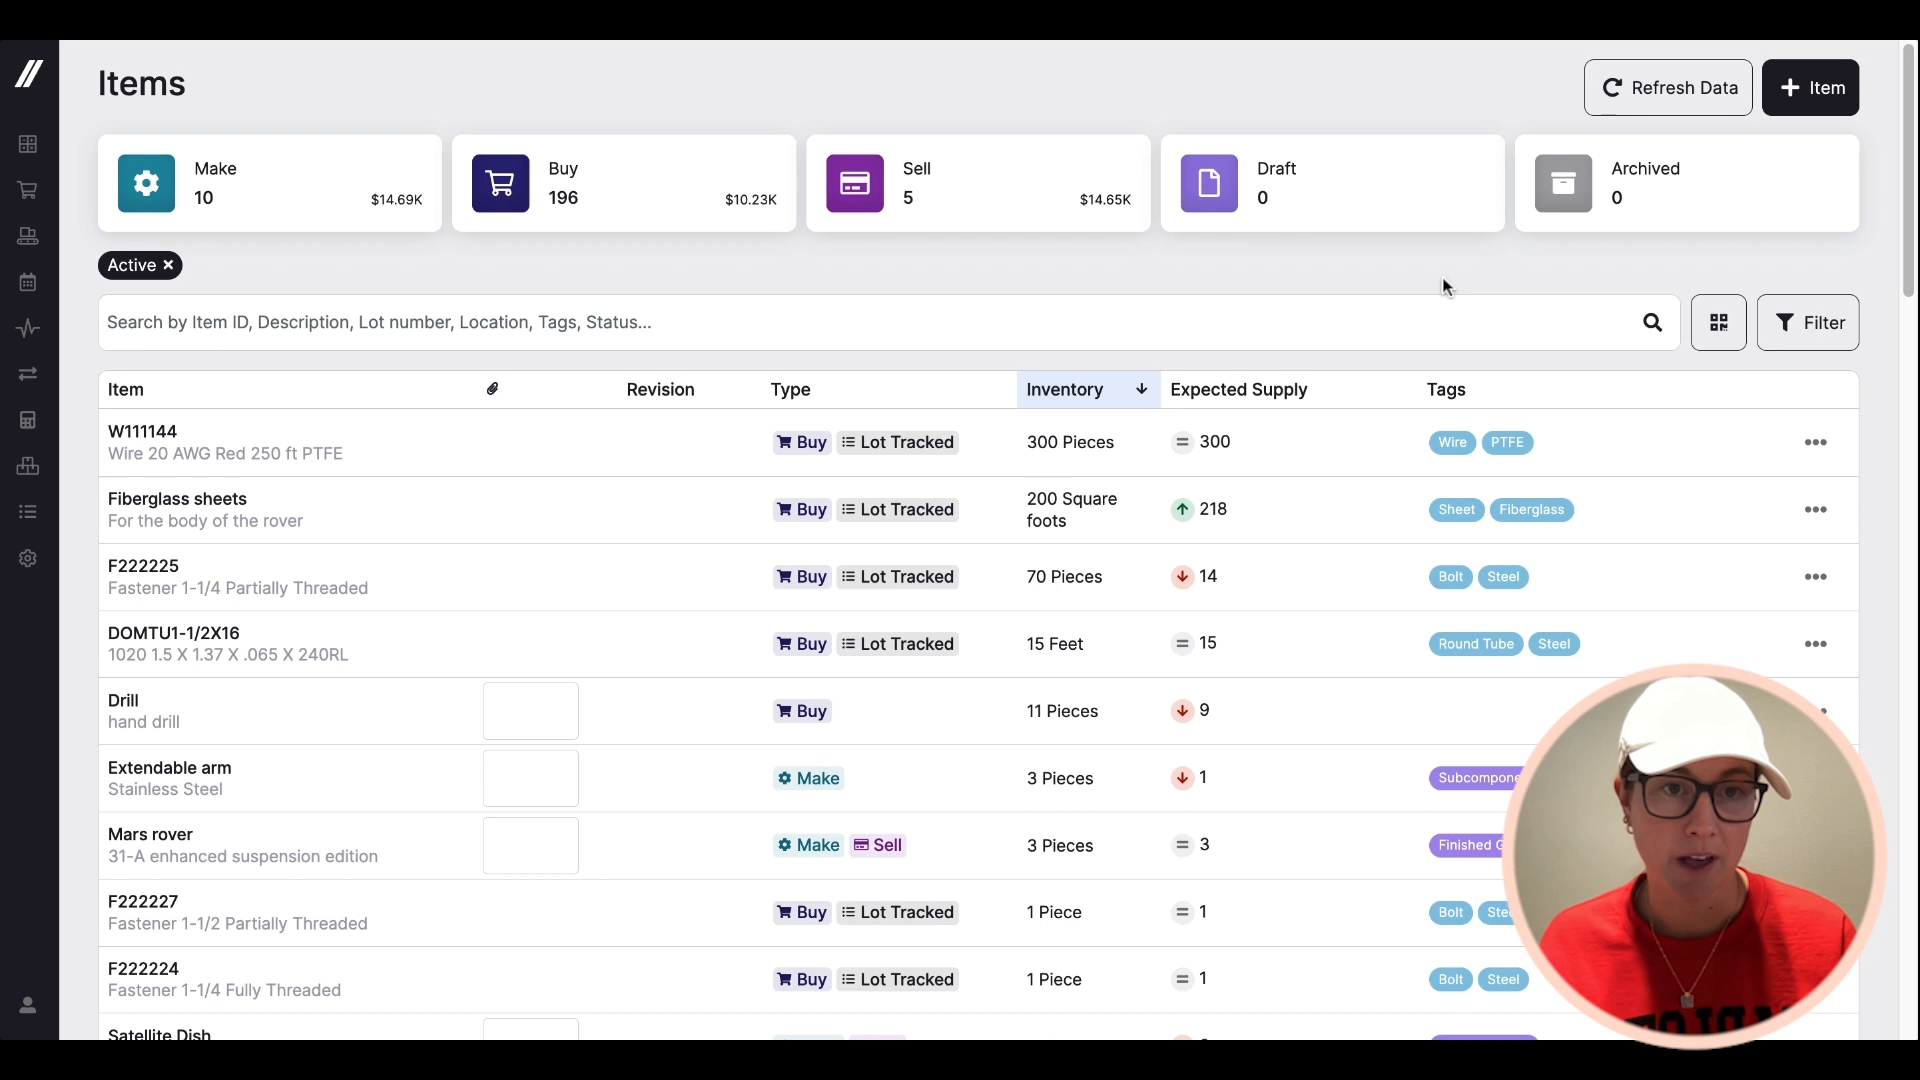 Items
Refresh Data
+ Item
Make
10
$14.69K
Buy
196
$10.23K
Sell
5
$14.65K
Draft
0
Archived
0
Active ×
Search by Item ID, Description, Lot number, Location, Tags, Status...
Filter
Item Revision Type Inventory Expected Supply Tags
W111144
Wire 20 AWG Red 250 ft PTFE
Buy Lot Tracked 300 Pieces = 300 Wire PTFE
Fiberglass sheets
For the body of the rover
Buy Lot Tracked
200 Square
foots
218 Sheet Fiberglass
F222225
Fastener 1-1/4 Partially Threaded
Buy Lot Tracked 70 Pieces 14 Bolt Steel
DOMTU1-1/2X16
1020 1.5 X 1.37 X .065 X 240RL
Buy Lot Tracked 15 Feet = 15 Round Tube Steel
Drill
hand drill
Buy 11 Pieces 9
Extendable arm
Stainless Steel
Make 3 Pieces 1 Subcompone
Mars rover
31-A enhanced suspension edition
Make Sell 3 Pieces = 3 Finished G
F222227
Fastener 1-1/2 Partially Threaded
Buy Lot Tracked 1 Piece = 1 Bolt Stee
F222224
Fastener 1-1/4 Fully Threaded
Buy Lot Tracked 1 Piece = 1 Bolt Steel
Satellite Dish